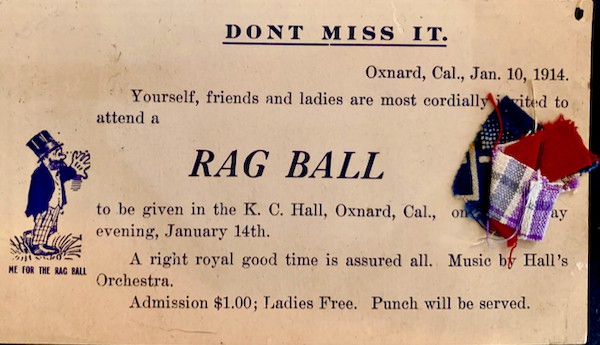 DONT MISS IT.
Oxnard, Cal., Jan. 10, 1914.
Yourself, friends and ladies are most cordially to
attend a
RAG BALL
to be given in the K. C. Hall, Oxnard, Cal.,
evening, January 14th.
A right royal good time is assured all. Music by Hall's
Orchestra.
Admission $1.00; Ladies Free. Punch will be served.
ME FOR THE RAG BALL